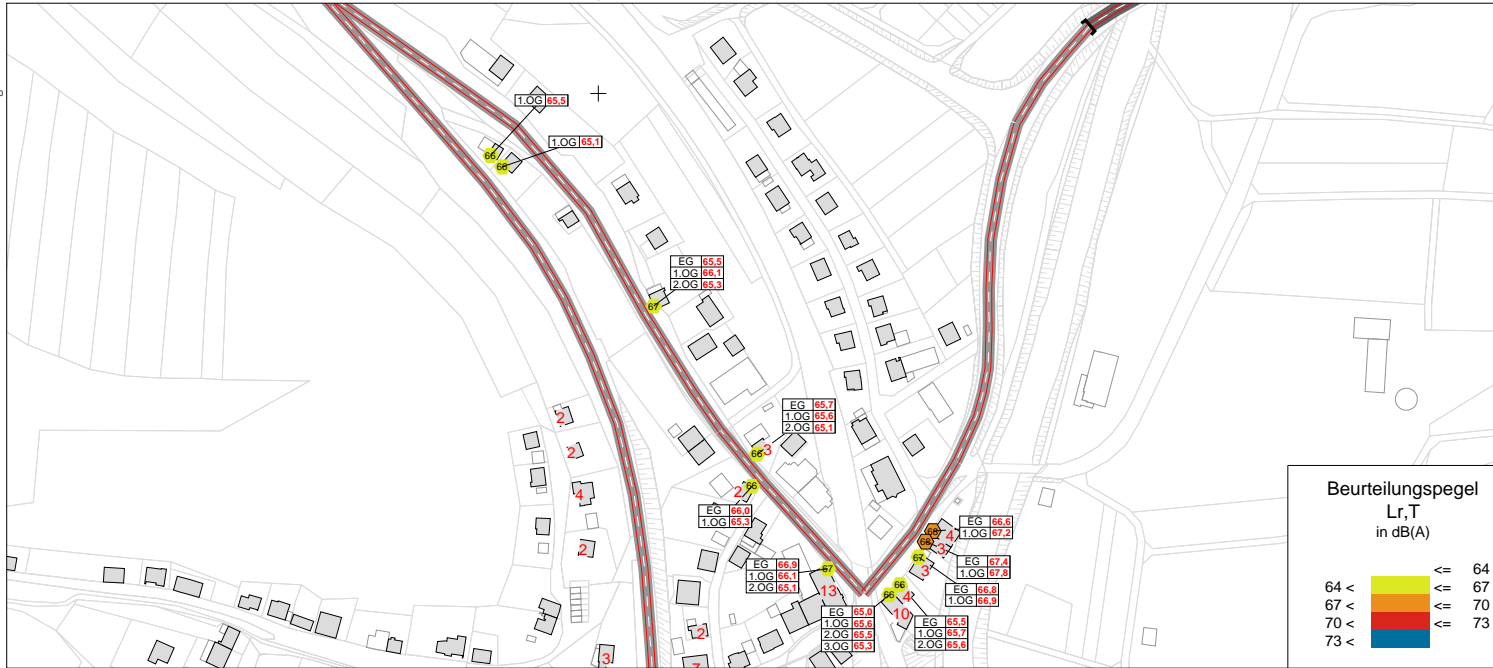 1.OG 65,5
66
1.OG 65,1
66
EG 65,5
1.OG 66,1
2.OG 65,3
67
EG 65,7
1.OG 65,6
2.OG 65,1
66
3
2
2
4
2
2 66
EG 66,0
1.OG 65,3
68 4
EG 66,6
1.OG 67,2
68 3
EG 67,4
1.OG 67,8
67
3
EG 66,8
1.OG 66,9
EG 66,9
1.OG 66,1
2.OG 65,1
67
13
66
66 4
10
EG 65,0
1.OG 65,6
2.OG 65,5
3.OG 65,3
EG 65,5
1.OG 65,7
2.OG 65,6
2
3
7
Beurteilungspegel
Lr,T
in dB(A)
<= 64
64 < <= 67
67 < <= 70
70 < <= 73
73 <